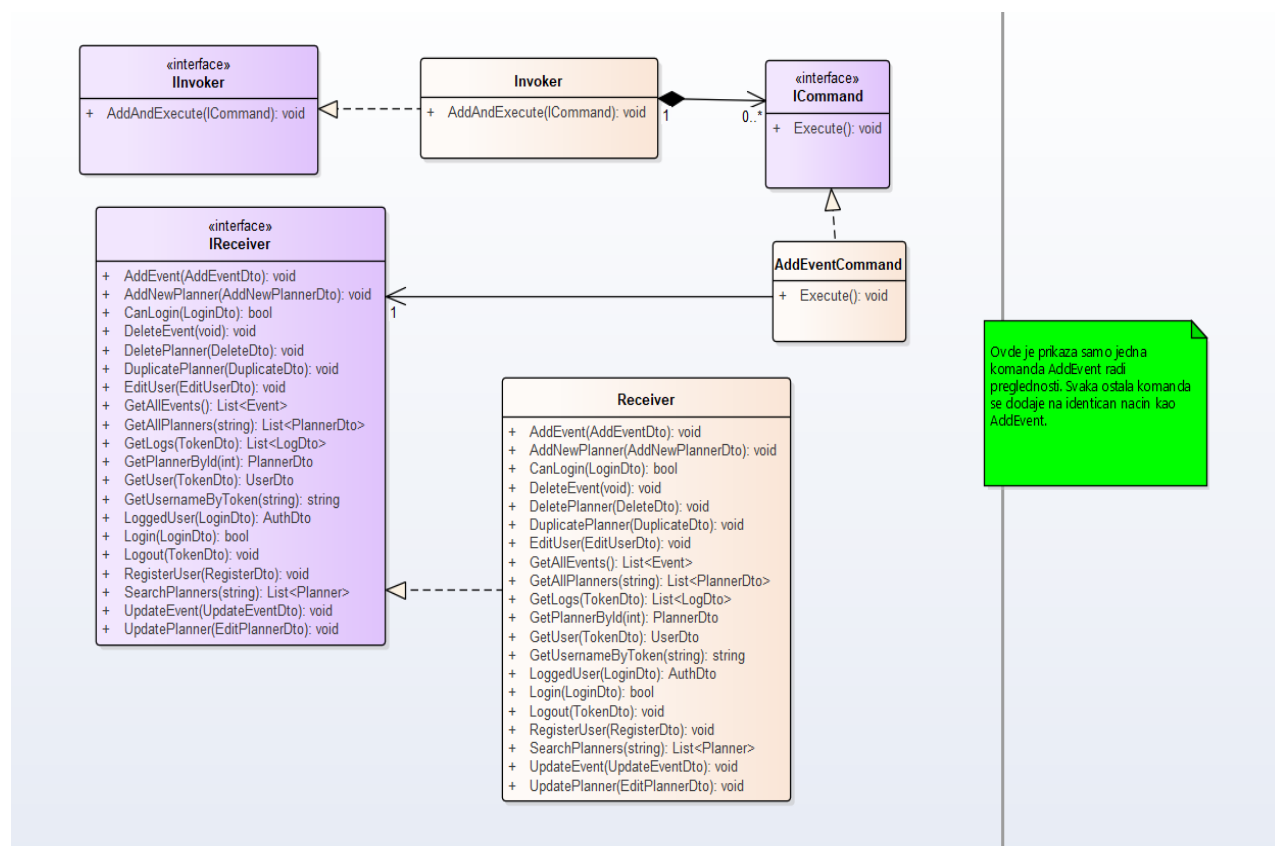 «interface»
IInvoker
+ AddAndExecute(ICommand): void
Invoker
+ AddAndExecute(ICommand): void
1
0..*
«interface»
ICommand
+ Execute(): void
«interface»
IReceiver
+ AddEvent(AddEventDto): void
+ AddNewPlanner(AddNewPlannerDto): void
+ CanLogin(LoginDto): bool
+ DeleteEvent(void): void
+ DeletePlanner(DeleteDto): void
+ DuplicatePlanner(DuplicateDto): void
+ EditUser(EditUserDto): void
+ GetAllEvents(): List<Event>
+ GetAllPlanners(string): List<PlannerDto>
+ GetLogs(TokenDto): List<LogDto>
+ GetPlannerById(int): PlannerDto
+ GetUser(TokenDto): UserDto
+ GetUsernameByToken(string): string
+ LoggedUser(LoginDto): AuthDto
+ Login(LoginDto): bool
+ Logout(TokenDto): void
+ RegisterUser(RegisterDto): void
+ SearchPlanners(string): List<Planner>
+ UpdateEvent(UpdateEventDto): void
+ UpdatePlanner(EditPlannerDto): void
1
AddEventCommand
+ Execute(): void
Receiver
+ AddEvent(AddEventDto): void
+ AddNewPlanner(AddNewPlannerDto): void
+ CanLogin(LoginDto): bool
+ DeleteEvent(void): void
+ DeletePlanner(DeleteDto): void
+ DuplicatePlanner(DuplicateDto): void
+ EditUser(EditUserDto): void
+ GetAllEvents(): List<Event>
+ GetAllPlanners(string): List<PlannerDto>
+ GetLogs(TokenDto): List<LogDto>
+ GetPlannerById(int): PlannerDto
+ GetUser(TokenDto): UserDto
+ GetUsernameByToken(string): string
+ LoggedUser(LoginDto): AuthDto
+ Login(LoginDto): bool
+ Logout(TokenDto): void
+ RegisterUser(RegisterDto): void
+ SearchPlanners(string): List<Planner>
+ UpdateEvent(UpdateEventDto): void
+ UpdatePlanner(EditPlannerDto): void
Ovde je prikaza samo jedna
komanda AddEvent radi
preglednosti. Svaka ostala komanda
se dodaje na identican nacin kao
AddEvent.